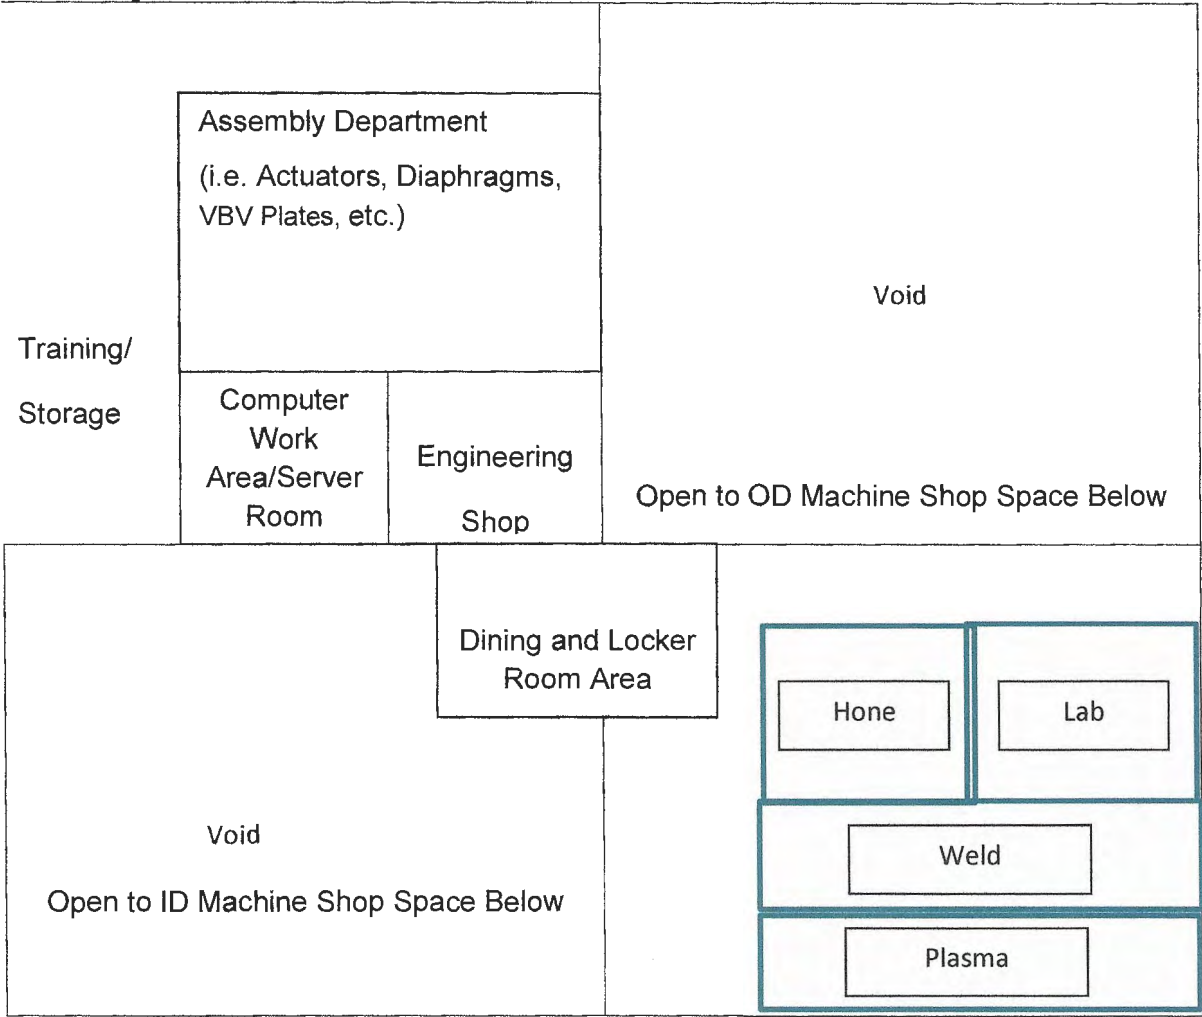 Assembly Department
(i.e. Actuators, Diaphragms,
VBV Plates, etc.)
Void
Open to OD Machine Shop Space Below
Training/
Storage
Computer
Work
Area/Server
Room
Engineering
Shop
Dining and Locker
Room Area
Void
Open to ID Machine Shop Space Below
Hone
Lab
Weld
Plasma